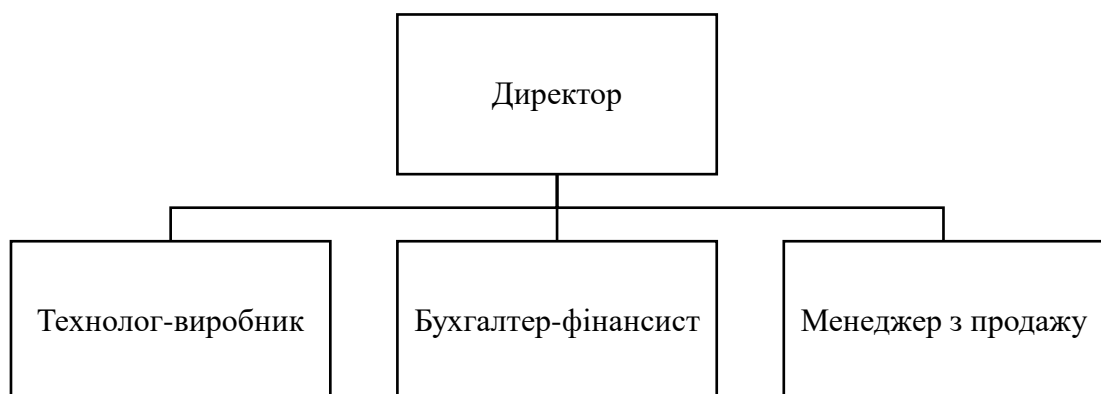 Директор
Технолог-виробник
Бухгалтер-фінансист
Менеджер з продажу